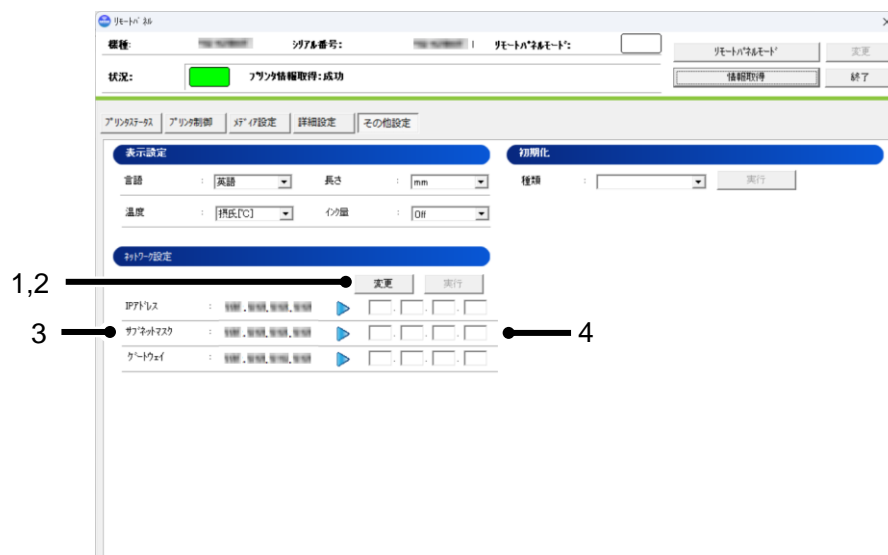 リモートパネル
機種: シリアル番号: リモートパネルモード:
リモートパネルモード 変更
状況: プリンタ情報取得:成功
情報取得 終了
プリンタステータス プリンタ制御 メディア設定 詳細設定 その他設定
表示設定 初期化
言語 : 英語 長さ : mm 種類 : 実行
温度 : 摂氏[℃] インク量 : Off
ネットワーク設定
1,2 変更 実行
IPアドレス :
3 サブネットマスク : 4
ゲートウェイ :